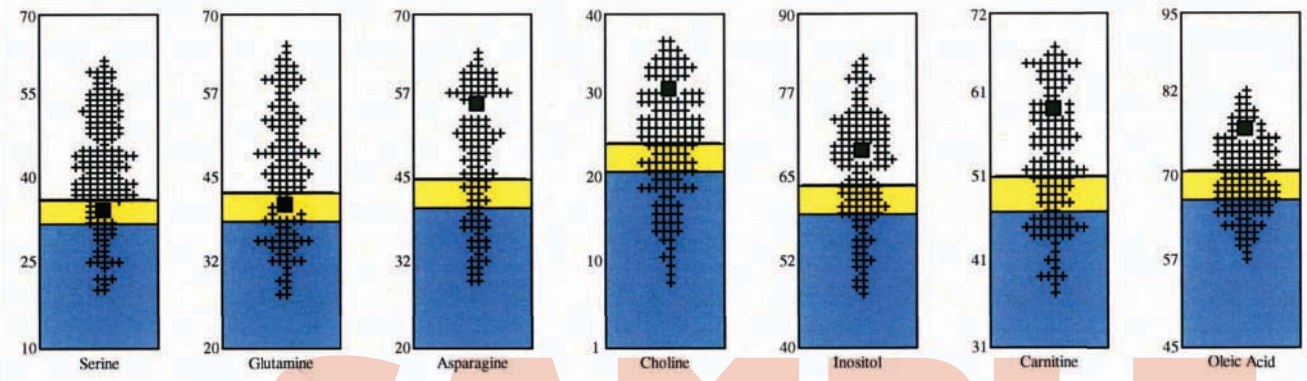 70 70 70 40 90 72 95
55 57 57 30 77 61 82
40 45 45 20 65 51 70
25 32 32 10 52 41 57
10 20 20 1 40 31 45
Serine Glutamine Asparagine Choline Inositol Carnitine Oleic Acid